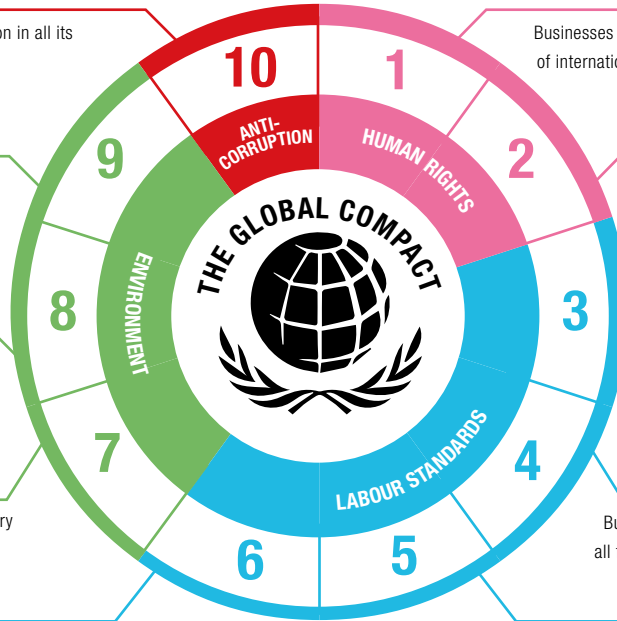 on in all its
Businesses
of internatio
10
1
9
2
ANTI-
CORRUPTION
HUMAN RIGHTS
THE GLOBAL COMPACT
ENVIRONMENT
8
3
7
4
LABOUR STANDARDS
ry
Bu
all
6
5